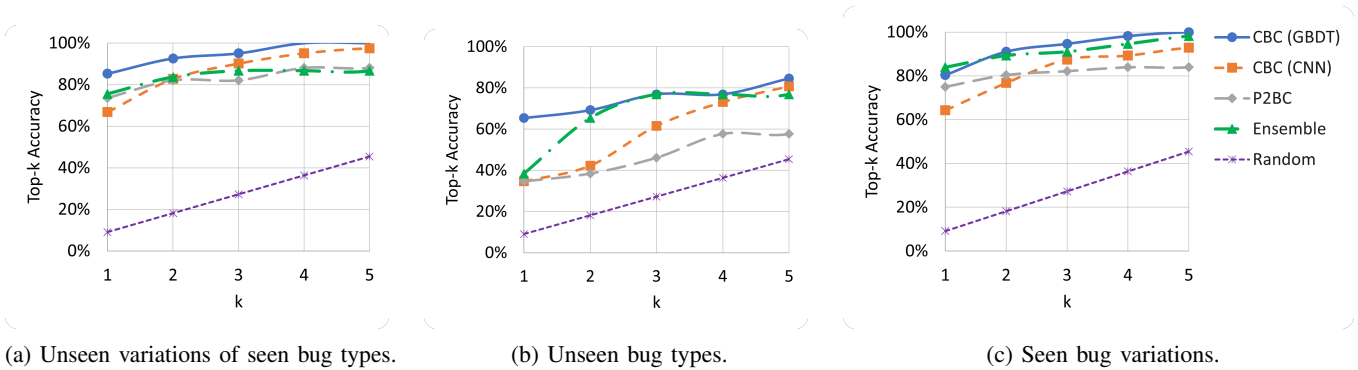 100%
80%
60%
40%
20%
0%
Top-k Accuracy
1 2 3 4 5
k
(a) Unseen variations of seen bug types.
100%
80%
60%
40%
20%
0%
Top-k Accuracy
1 2 3 4 5
k
(b) Unseen bug types.
100%
80%
60%
40%
20%
0%
Top-k Accuracy
1 2 3 4 5
k
CBC (GBDT)
CBC (CNN)
P2BC
Ensemble
Random
(c) Seen bug variations.